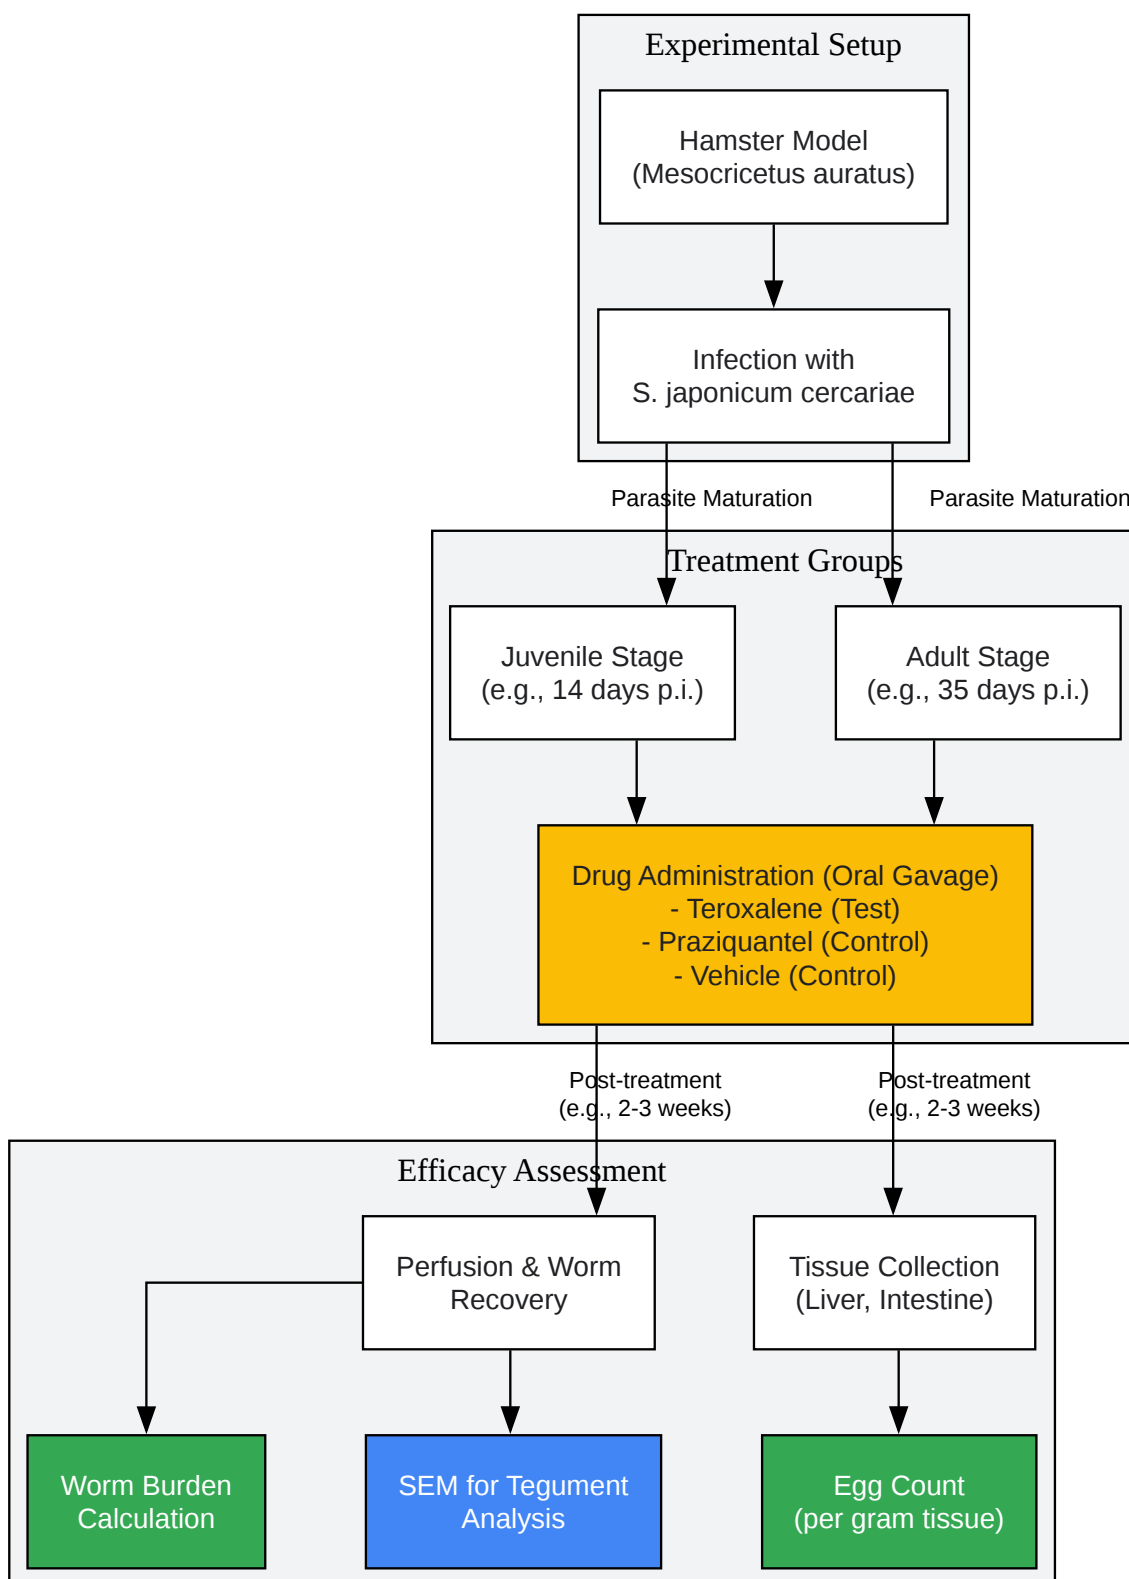 Experimental Setup
Hamster Model
(Mesocricetus auratus)
Infection with
S. japonicum cercariae
Parasite Maturation
Parasite Maturation
Treatment Groups
Juvenile Stage
(e.g., 14 days p.i.)
Adult Stage
(e.g., 35 days p.i.)
Drug Administration (Oral Gavage)
- Teroxalene (Test)
- Praziquantel (Control)
- Vehicle (Control)
Post-treatment
(e.g., 2-3 weeks)
Post-treatment
(e.g., 2-3 weeks)
Efficacy Assessment
Perfusion & Worm
Recovery
Tissue Collection
(Liver, Intestine)
Worm Burden
Calculation
SEM for Tegument
Analysis
Egg Count
(per gram tissue)